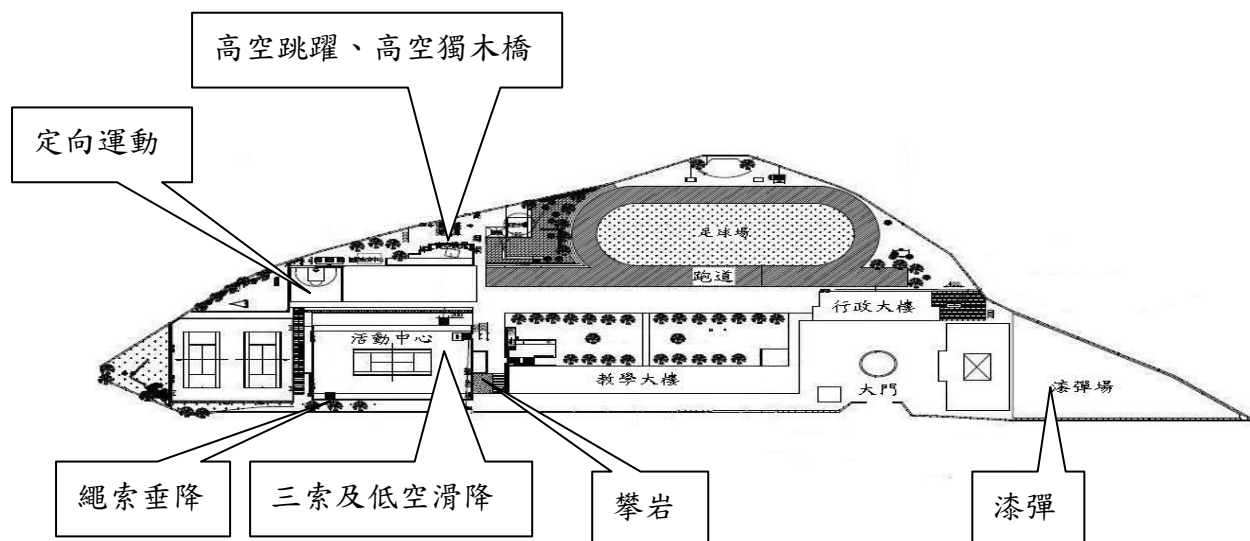 高空跳躍、高空獨木橋
定向運動
足球場
跑道
行政大樓
活動中心
教學大樓
大門
漆彈場
繩索垂降
三索及低空滑降
攀岩
漆彈